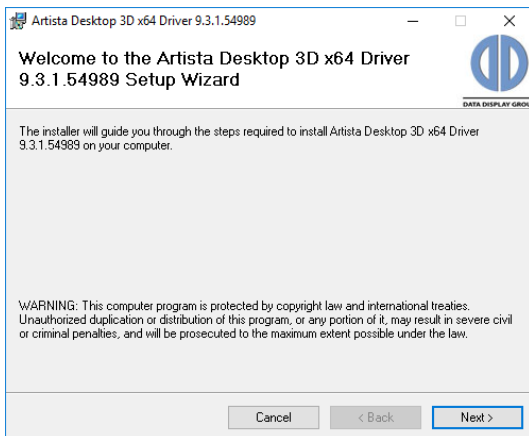 Artista Desktop 3D x64 Driver 9.3.1.54989
Welcome to the Artista Desktop 3D x64 Driver
9.3.1.54989 Setup Wizard
DATA DISPLAY GROU
The installer will guide you through the steps required to install Artista Desktop 3D x64 Driver
9.3.1.54989 on your computer.
WARNING: This computer program is protected by copyright law and international treaties.
Unauthorized duplication or distribution of this program, or any portion of it, may result in severe civil
or criminal penalties, and will be prosecuted to the maximum extent possible under the law.
Cancel
< Back
Next >